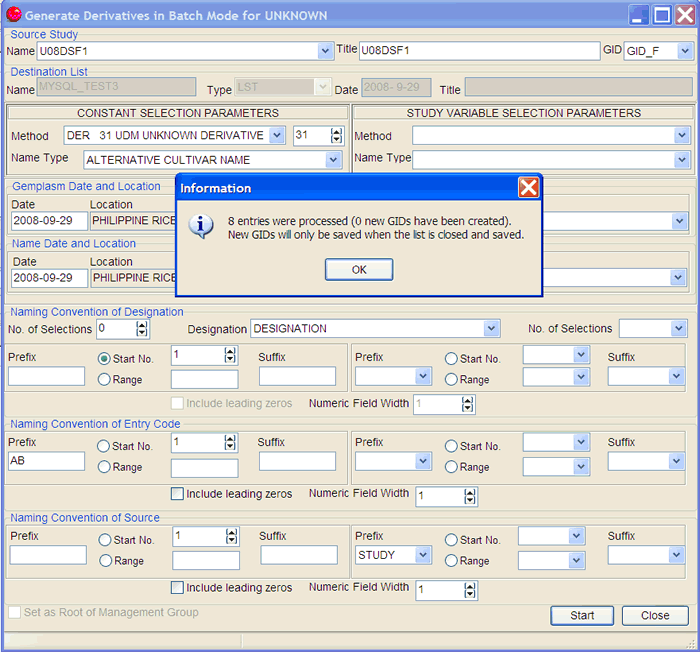 Generate Derivatives in Batch Mode for UNKNOWN
Source Study
Name U08DSF1 Title U08DSF1 GID GID_F
Destination List
Name MYSQL_TEST3 Type LST Date 2008- 9-29 Title
CONSTANT SELECTION PARAMETERS STUDY VARIABLE SELECTION PARAMETERS
Method DER 31 UDM UNKNOWN DERIVATIVE 31 Method
Name Type ALTERNATIVE CULTIVAR NAME Name Type
Gemplasm Date and Location
Date Location
2008-09-29 PHILIPPINE RICE
Name Date and Location
Date Location
2008-09-29 PHILIPPINE RICE
Information
8 entries were processed (0 new GIDs have been created).
New GIDs will only be saved when the list is closed and saved.
OK
Naming Convention of Designation
No. of Selections 0 Designation DESIGNATION No. of Selections
Prefix Start No. 1 Suffix Prefix Start No. Suffix
Range Range
Include leading zeros Numeric Field Width 1
Naming Convention of Entry Code
Prefix Start No. 1 Suffix Prefix Start No. Suffix
AB Range Range
Include leading zeros Numeric Field Width 1
Naming Convention of Source
Prefix Start No. 1 Suffix Prefix Start No. Suffix
Range STUDY Range
Include leading zeros Numeric Field Width 1
Set as Root of Management Group Start Close